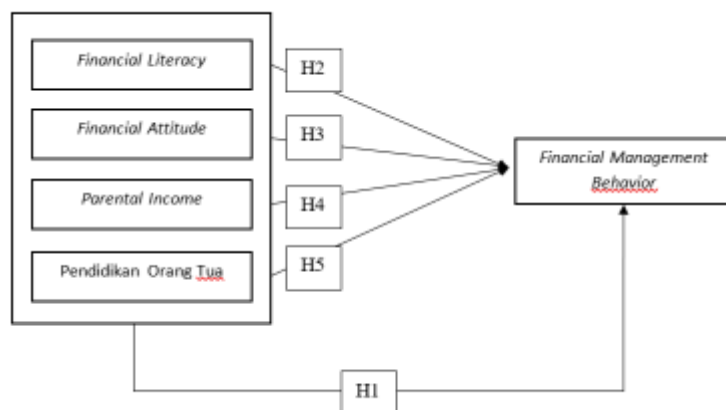 Financial Literacy
H2
Financial Attitude
H3
Financial Management
Behavior
Parental Income
H4
Pendidikan Orang Tua
H5
H1